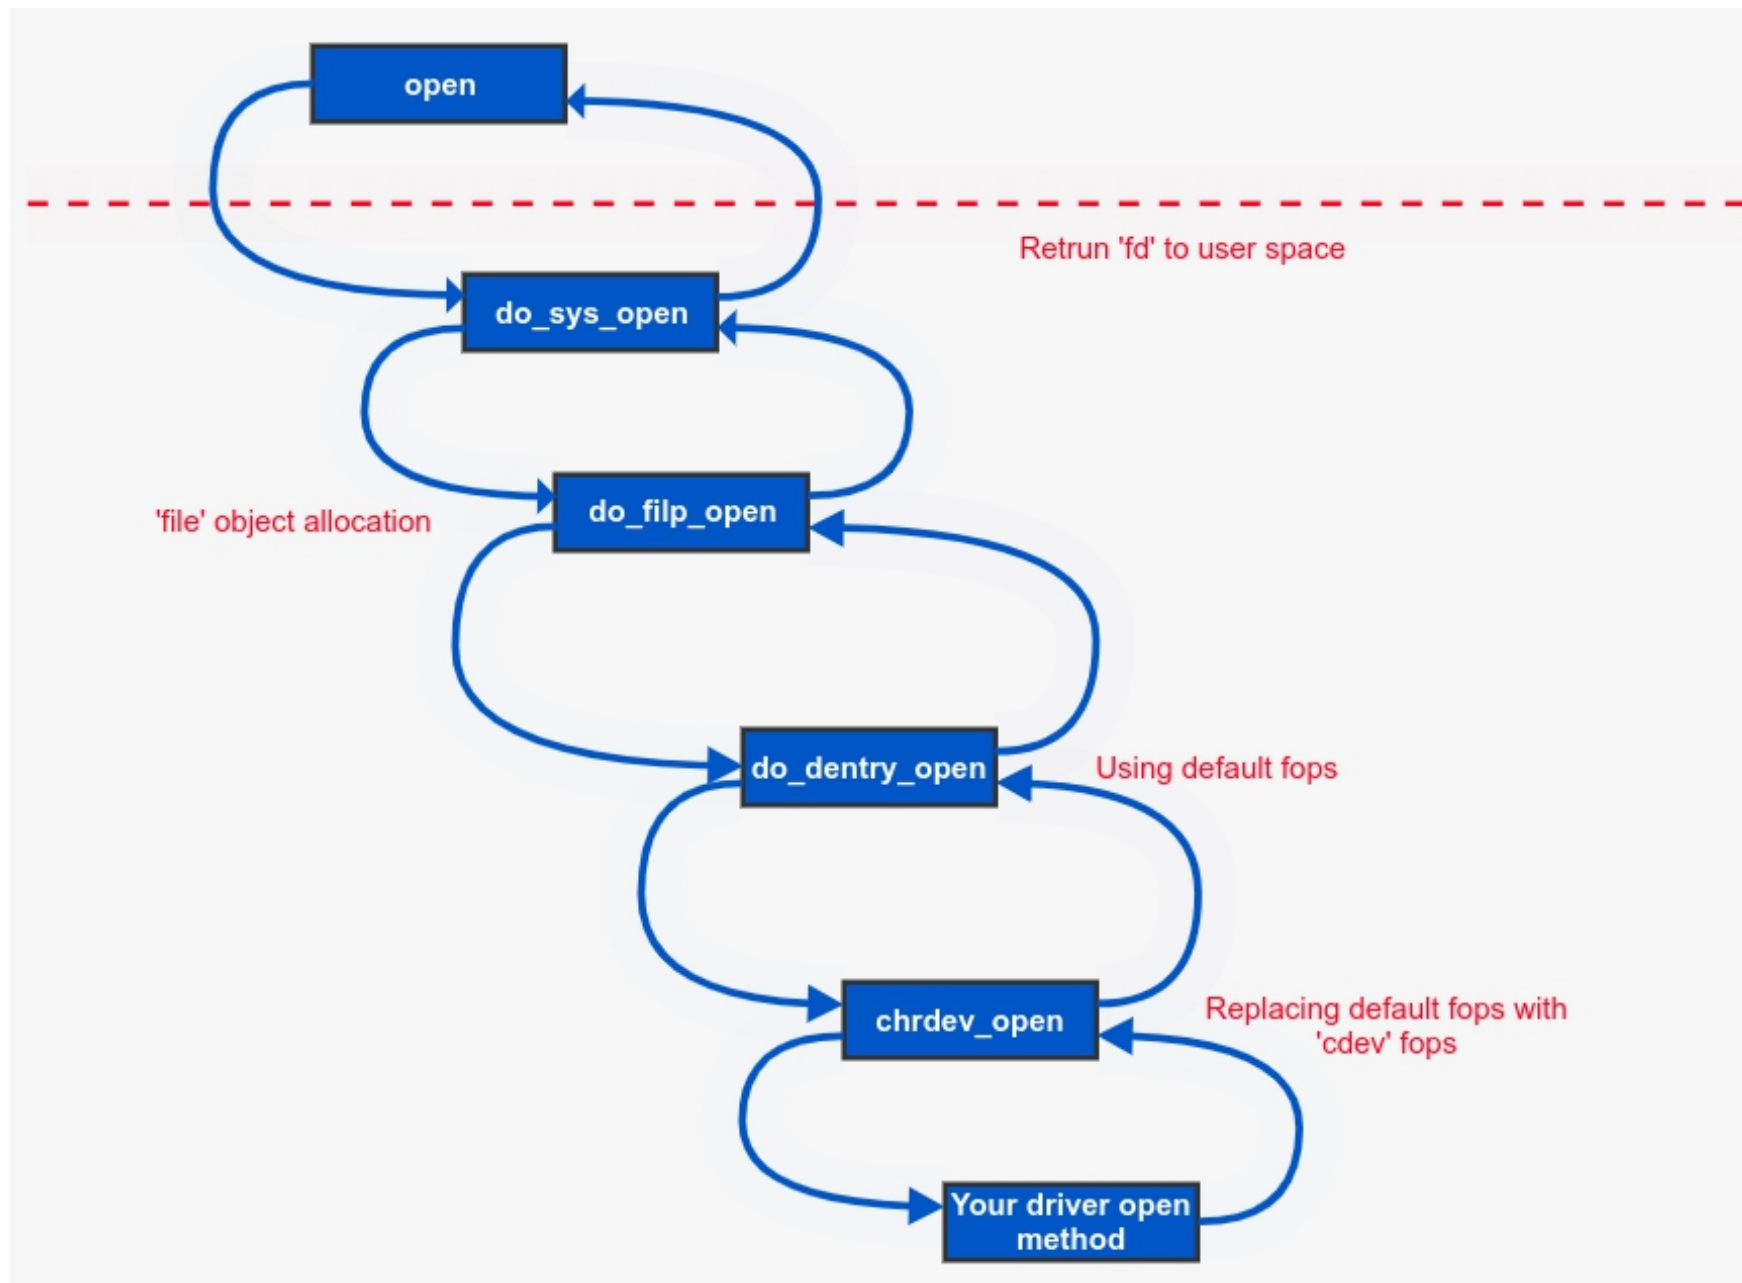 open
Retrun 'fd' to user space
do_sys_open
'file' object allocation
do_filp_open
do_dentry_open
Using default fops
chrdev_open
Replacing default fops with
'cdev' fops
Your driver open
method